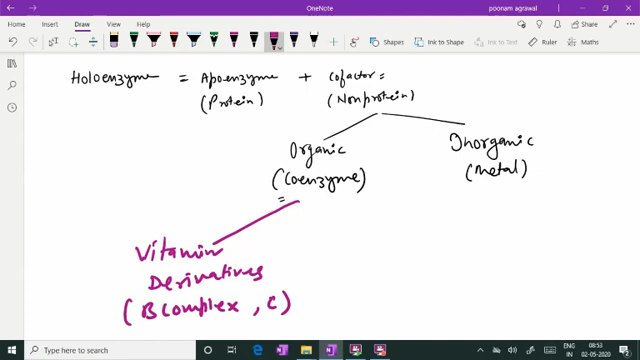 OneNote
poonam agrawal
Home Insert Draw View Help
Shapes Ink to Shape Ink to Text Ruler Maths
Holoenzyme = Apoenzyme + Cofactor =
(Protein) (Nonprotein)
Organic Inorganic
(Coenzyme) (Metal)
=
Vitamin
Derivatives
(B Complex, C)
Type here to search
ENG 08:53
IN 02-05-2020